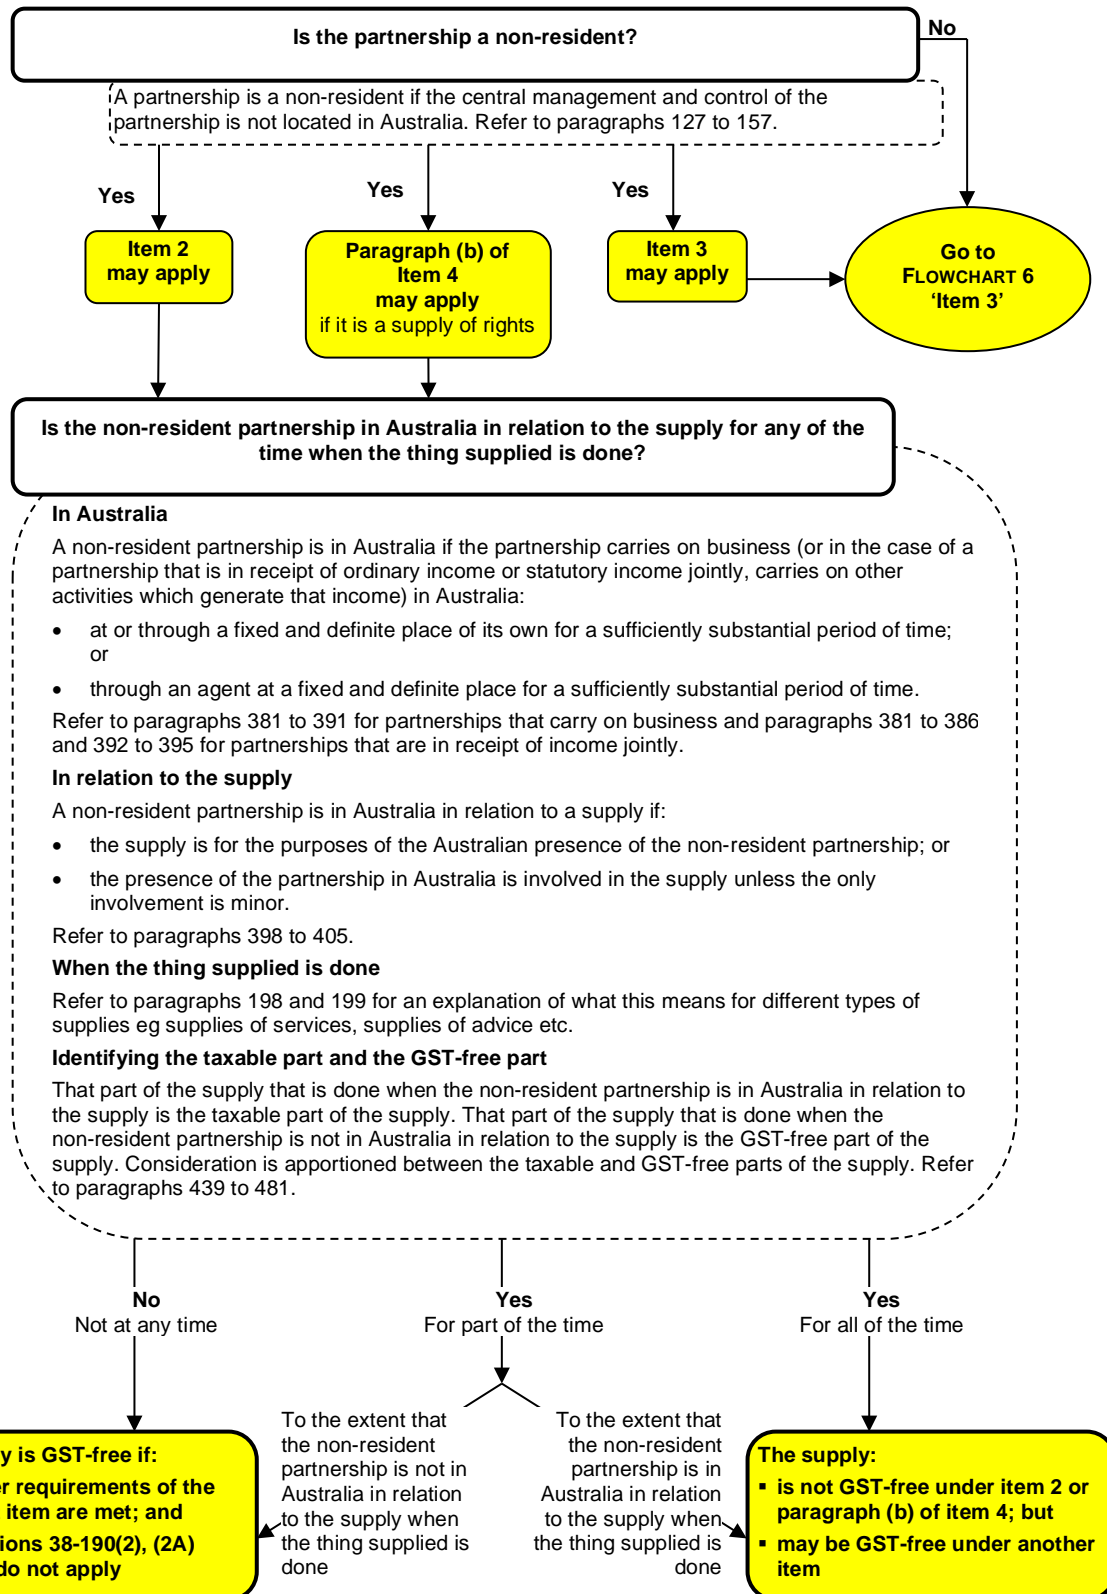 Is the partnership a non-resident?
No
A partnership is a non-resident if the central management and control of the
partnership is not located in Australia. Refer to paragraphs 127 to 157.
Yes
Yes
Yes
Item 2
may apply
Paragraph (b) of
Item 4
may apply
if it is a supply of rights
Item 3
may apply
Go to
FLOWCHART 6
‘Item 3’
Is the non-resident partnership in Australia in relation to the supply for any of the
time when the thing supplied is done?
In Australia
A non-resident partnership is in Australia if the partnership carries on business (or in the case of a
partnership that is in receipt of ordinary income or statutory income jointly, carries on other
activities which generate that income) in Australia:
• at or through a fixed and definite place of its own for a sufficiently substantial period of time;
or
• through an agent at a fixed and definite place for a sufficiently substantial period of time.
Refer to paragraphs 381 to 391 for partnerships that carry on business and paragraphs 381 to 386
and 392 to 395 for partnerships that are in receipt of income jointly.
In relation to the supply
A non-resident partnership is in Australia in relation to a supply if:
• the supply is for the purposes of the Australian presence of the non-resident partnership; or
• the presence of the partnership in Australia is involved in the supply unless the only
involvement is minor.
Refer to paragraphs 398 to 405.
When the thing supplied is done
Refer to paragraphs 198 and 199 for an explanation of what this means for different types of
supplies eg supplies of services, supplies of advice etc.
Identifying the taxable part and the GST-free part
That part of the supply that is done when the non-resident partnership is in Australia in relation to
the supply is the taxable part of the supply. That part of the supply that is done when the
non-resident partnership is not in Australia in relation to the supply is the GST-free part of the
supply. Consideration is apportioned between the taxable and GST-free parts of the supply. Refer
to paragraphs 439 to 481.
No
Not at any time
Yes
For part of the time
Yes
For all of the time
y is GST-free if:
er requirements of the
item are met; and
ions 38-190(2), (2A)
do not apply
To the extent that
the non-resident
partnership is not in
Australia in relation
to the supply when
the thing supplied is
done
To the extent that
the non-resident
partnership is in
Australia in relation
to the supply when
the thing supplied is
done
The supply:
▪ is not GST-free under item 2 or
paragraph (b) of item 4; but
▪ may be GST-free under another
item